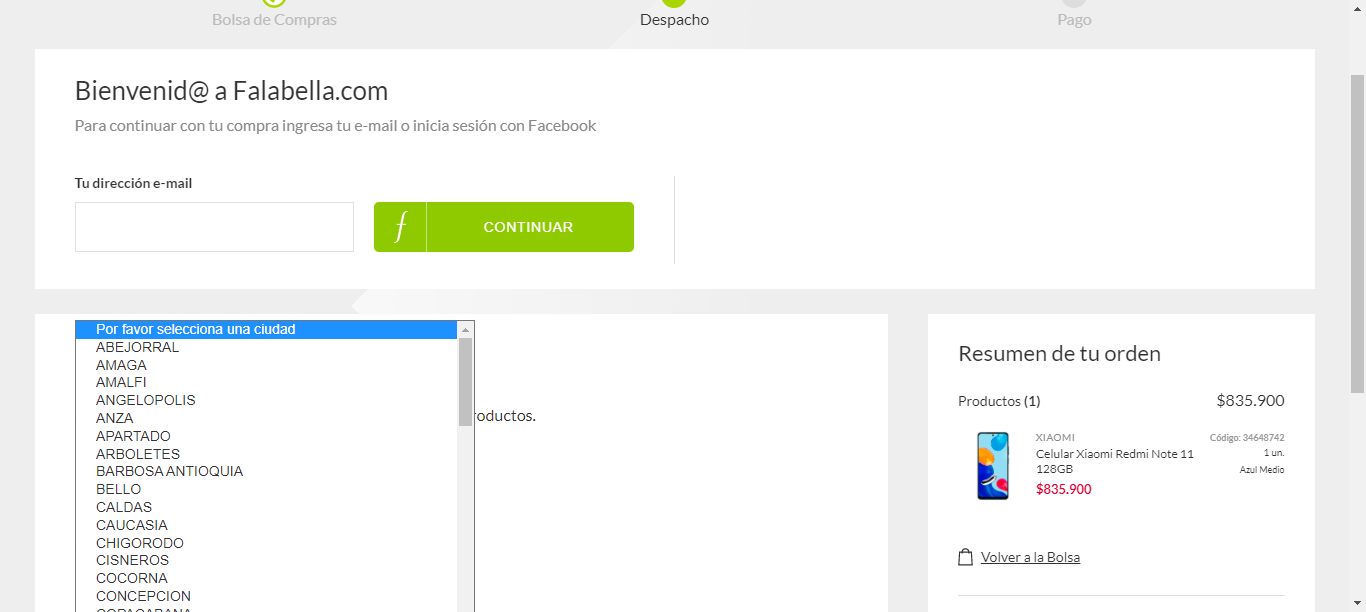 Bolsa de Compras
Despacho
Pago
Bienvenid@ a Falabella.com
Para continuar con tu compra ingresa tu e-mail o inicia sesión con Facebook
Tu dirección e-mail
f
CONTINUAR
Por favor selecciona una ciudad
ABEJORRAL
AMAGA
AMALFI
ANGELOPOLIS
ANZA
APARTADO
ARBOLETES
BARBOSA ANTIOQUIA
BELLO
CALDAS
CAUCASIA
CHIGORODO
CISNEROS
COCORNA
CONCEPCION
COPACABANA
roductos.
Resumen de tu orden
Productos (1) $835.900
XIAOMI
Celular Xiaomi Redmi Note 11
128GB
$835.900
Código: 34648742
1 un.
Azul Medio
Volver a la Bolsa